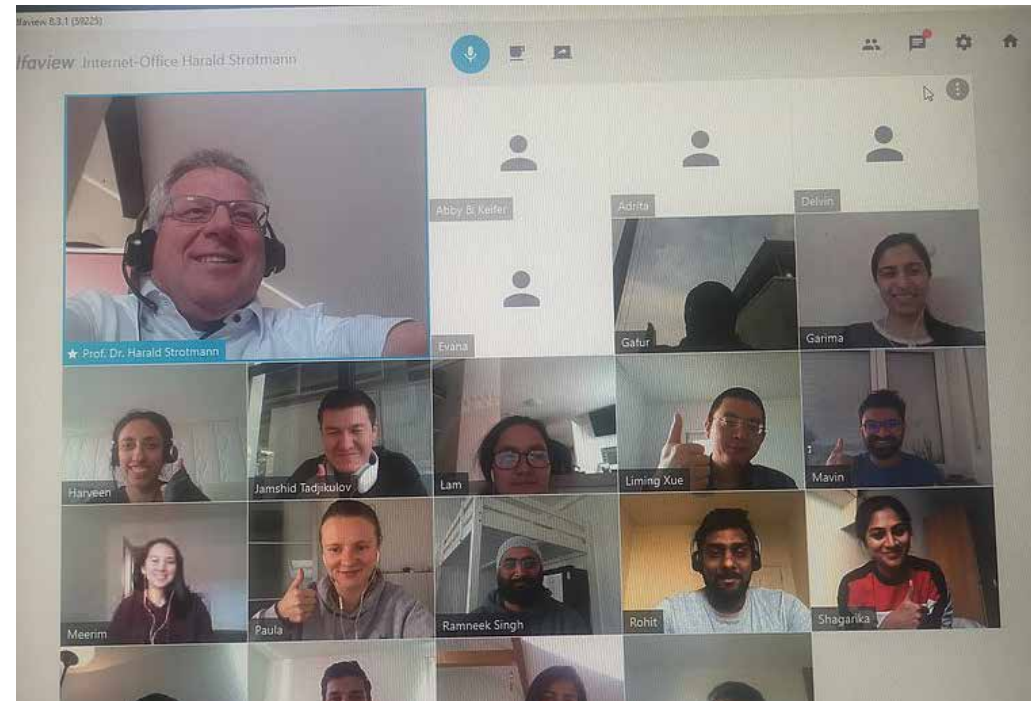 lfaview 8.3.1 (59225)
lfaview Internet-Office Harald Strotmann
Abby & Keifer
Adrita
Delvin
★ Prof. Dr. Harald Strotmann
Evana
Gafur
Garima
Haryeen
Jamshid Tadjikulov
Lam
Liming Xue
Mavin
Meerim
Paula
Ramneek Singh
Rohit
Shagarika